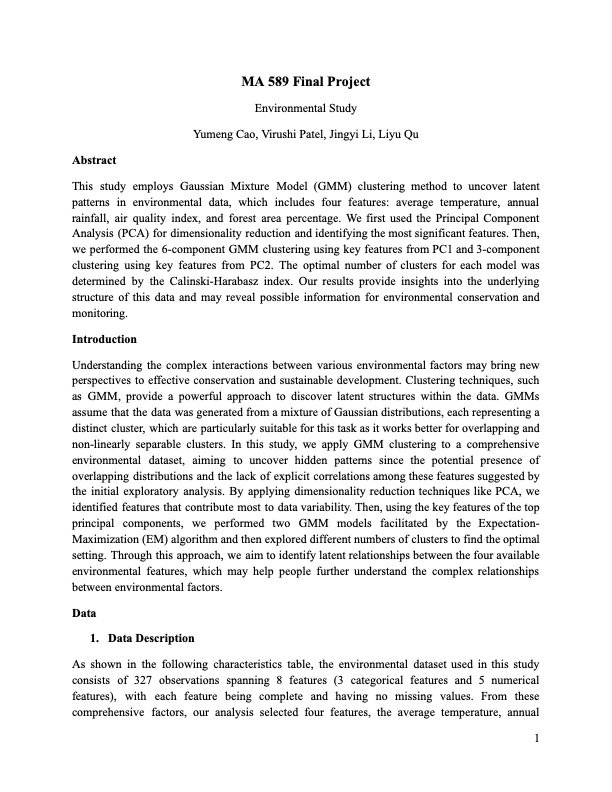 MA 589 Final Project
Environmental Study
Yumeng Cao, Virushi Patel, Jingyi Li, Liyu Qu
Abstract
This study employs Gaussian Mixture Model (GMM) clustering method to uncover latent
patterns in environmental data, which includes four features: average temperature, annual
rainfall, air quality index, and forest area percentage. We first used the Principal Component
Analysis (PCA) for dimensionality reduction and identifying the most significant features. Then,
we performed the 6-component GMM clustering using key features from PC1 and 3-component
clustering using key features from PC2. The optimal number of clusters for each model was
determined by the Calinski-Harabasz index. Our results provide insights into the underlying
structure of this data and may reveal possible information for environmental conservation and
monitoring.
Introduction
Understanding the complex interactions between various environmental factors may bring new
perspectives to effective conservation and sustainable development. Clustering techniques, such
as GMM, provide a powerful approach to discover latent structures within the data. GMMs
assume that the data was generated from a mixture of Gaussian distributions, each representing a
distinct cluster, which are particularly suitable for this task as it works better for overlapping and
non-linearly separable clusters. In this study, we apply GMM clustering to a comprehensive
environmental dataset, aiming to uncover hidden patterns since the potential presence of
overlapping distributions and the lack of explicit correlations among these features suggested by
the initial exploratory analysis. By applying dimensionality reduction techniques like PCA, we
identified features that contribute most to data variability. Then, using the key features of the top
principal components, we performed two GMM models facilitated by the Expectation-
Maximization (EM) algorithm and then explored different numbers of clusters to find the optimal
setting. Through this approach, we aim to identify latent relationships between the four available
environmental features, which may help people further understand the complex relationships
between environmental factors.
Data
1. Data Description
As shown in the following characteristics table, the environmental dataset used in this study
consists of 327 observations spanning 8 features (3 categorical features and 5 numerical
features), with each feature being complete and having no missing values. From these
comprehensive factors, our analysis selected four features, the average temperature, annual
1